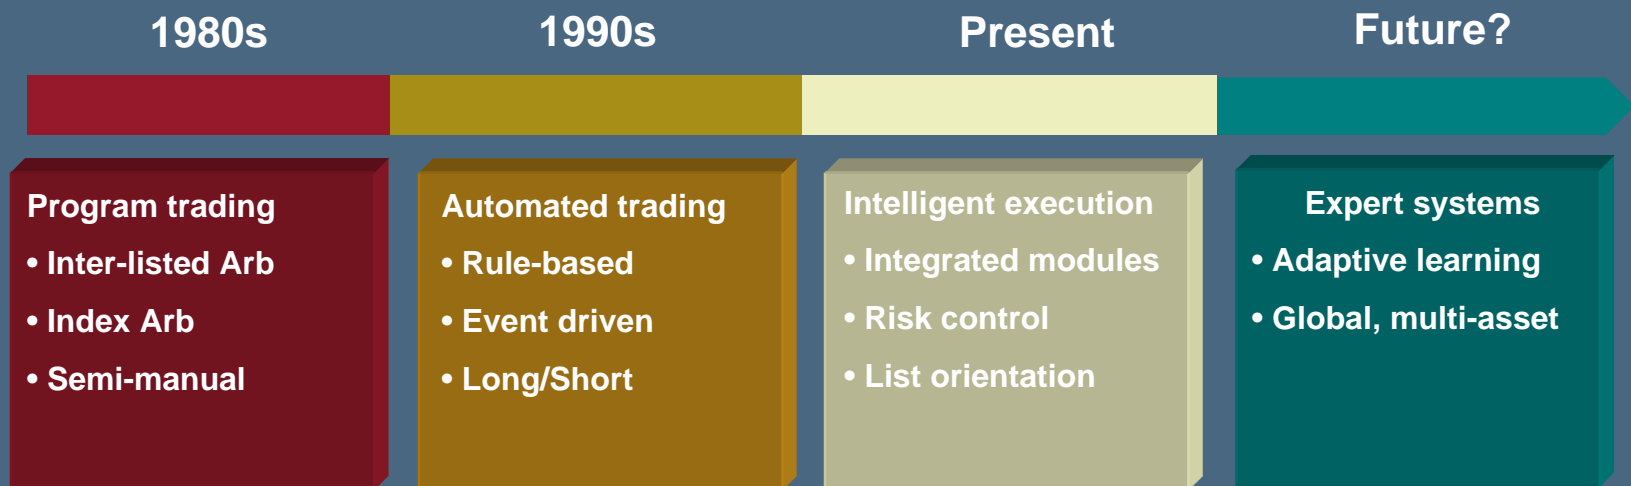 1980s
1990s
Present
Future?
Program trading
• Inter-listed Arb
• Index Arb
• Semi-manual
Automated trading
• Rule-based
• Event driven
• Long/Short
Intelligent execution
• Integrated modules
• Risk control
• List orientation
Expert systems
• Adaptive learning
• Global, multi-asset